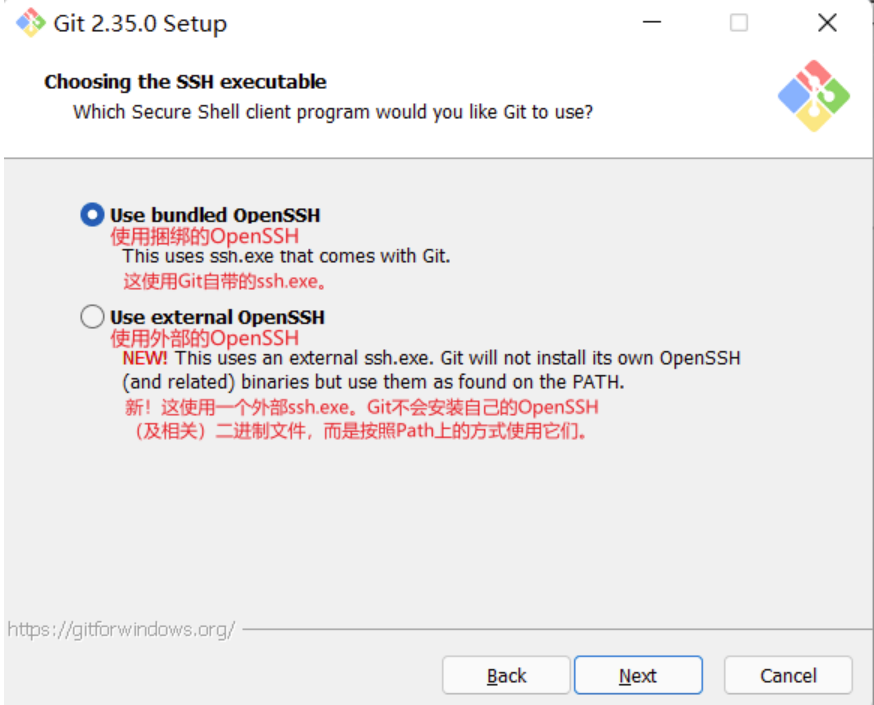 Git 2.35.0 Setup
Choosing the SSH executable
Which Secure Shell client program would you like Git to use?
Use bundled OpenSSH
使用捆绑的OpenSSH
This uses ssh.exe that comes with Git.
这使用Git自带的ssh.exe。
Use external OpenSSH
使用外部的OpenSSH
NEW! This uses an external ssh.exe. Git will not install its own OpenSSH
(and related) binaries but use them as found on the PATH.
新！这使用一个外部ssh.exe。Git不会安装自己的OpenSSH
（及相关）二进制文件，而是按照Path上的方式使用它们。
https://gitforwindows.org/
Back Next Cancel